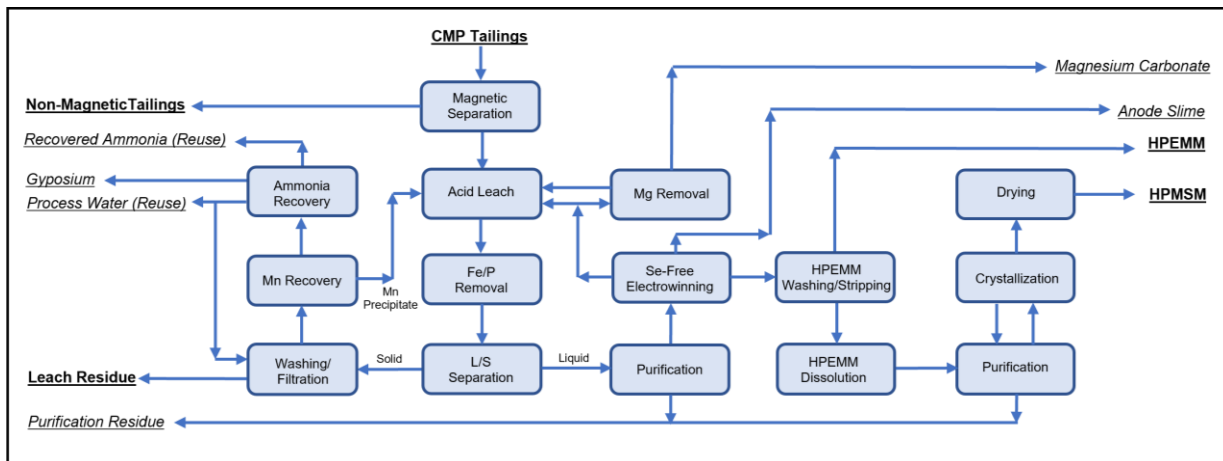 CMP Tailings
Magnesium Carbonate
Magnetic
Separation
Non-MagneticTailings
Anode Slime
Recovered Ammonia (Reuse)
HPEMM
Gyposium
Ammonia
Recovery
Acid Leach
Mg Removal
Drying
HPMSM
Process Water (Reuse)
Mn Recovery
Mn
Precipitate
Fe/P
Removal
Se-Free
Electrowinning
HPEMM
Washing/Stripping
Crystallization
Washing/
Filtration
Solid
L/S
Separation
Liquid
Purification
HPEMM
Dissolution
Purification
Leach Residue
Purification Residue